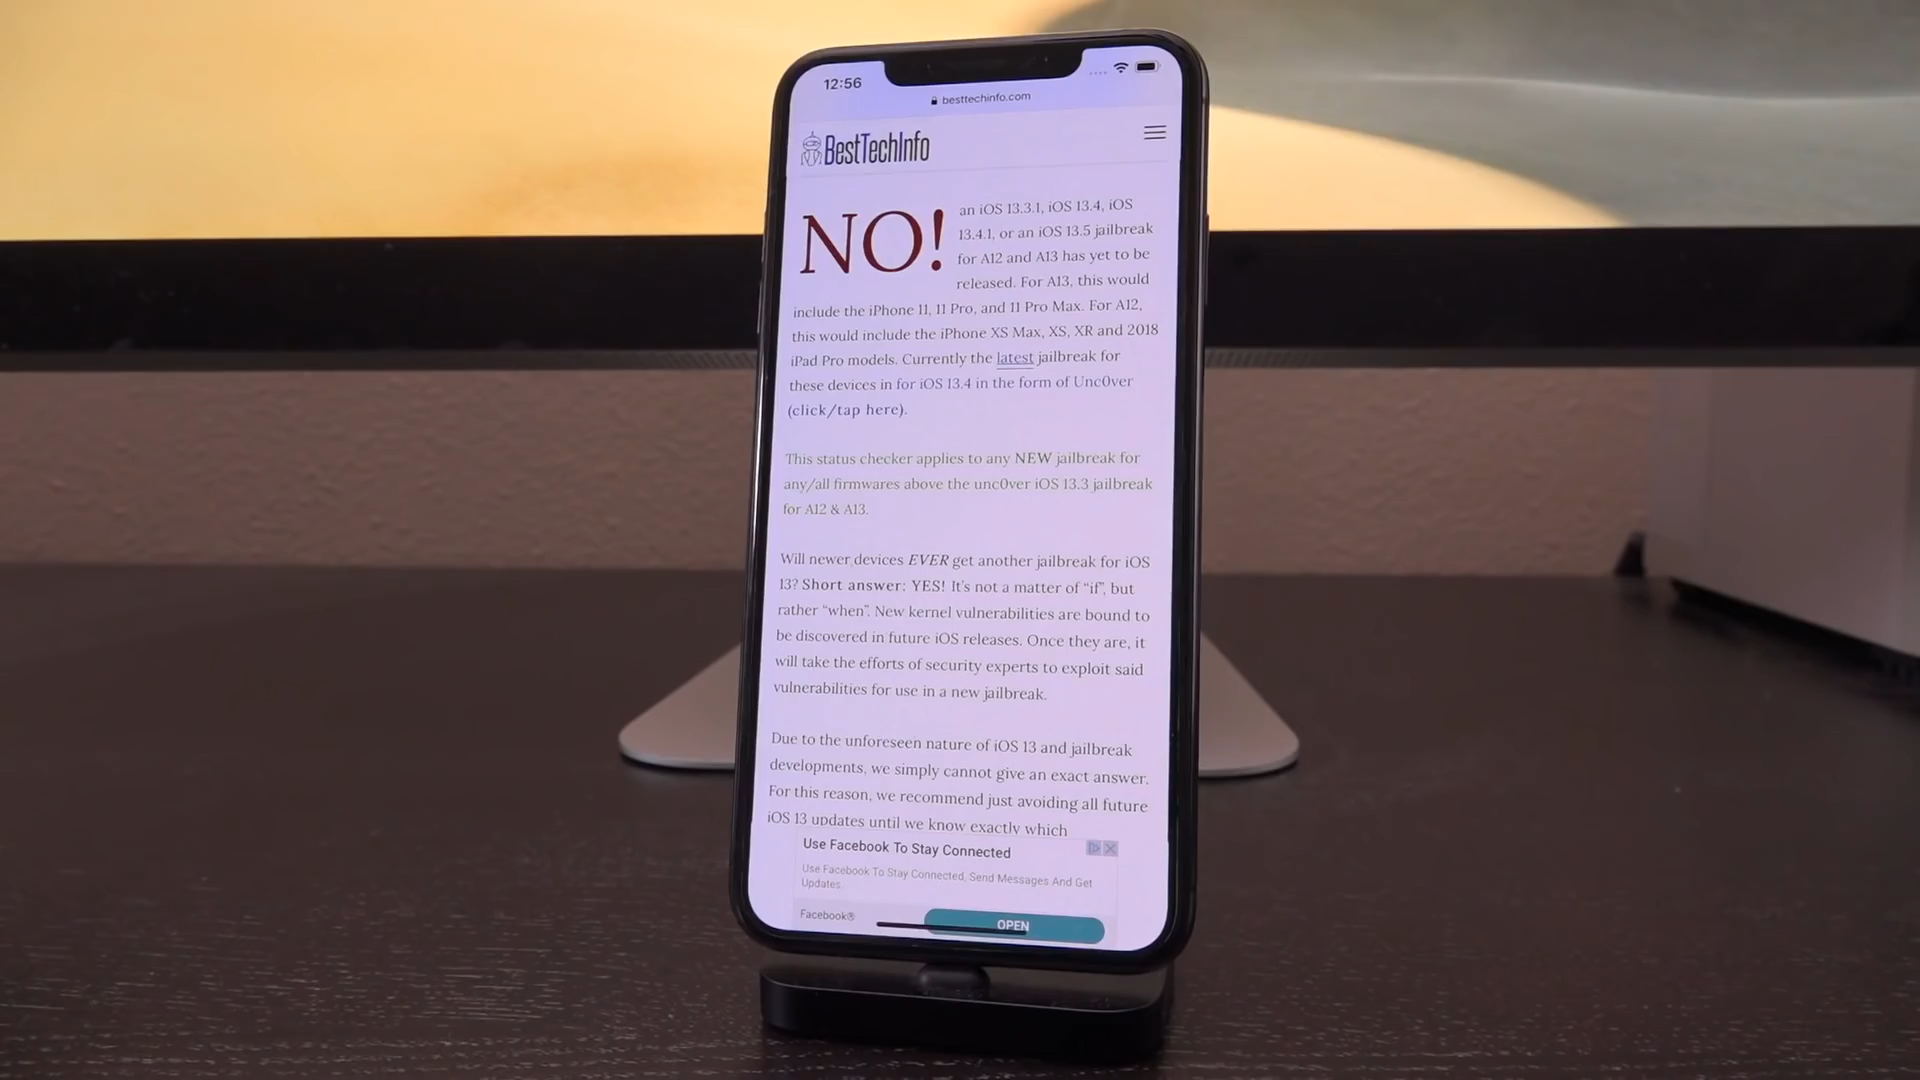 12:56
besttechinfo.com
BestTechInfo
NO! an iOS 13.3.1, iOS 13.4, iOS
13.4.1, or an iOS 13.5 jailbreak
for A12 and A13 has yet to be
released. For A13, this would
include the iPhone 11, 11 Pro, and 11 Pro Max. For A12,
this would include the iPhone XS Max, XS, XR and 2018
iPad Pro models. Currently the latest jailbreak for
these devices in for iOS 13.4 in the form of Unc0ver
(click/tap here).
This status checker applies to any NEW jailbreak for
any/all firmwares above the unc0ver iOS 13.3 jailbreak
for A12 & A13.
Will newer devices EVER get another jailbreak for iOS
13? Short answer: YES! It's not a matter of “if”, but
rather “when”. New kernel vulnerabilities are bound to
be discovered in future iOS releases. Once they are, it
will take the efforts of security experts to exploit said
vulnerabilities for use in a new jailbreak.
Due to the unforeseen nature of iOS 13 and jailbreak
developments, we simply cannot give an exact answer.
For this reason, we recommend just avoiding all future
iOS 13 updates until we know exactly which
Use Facebook To Stay Connected
Use Facebook To Stay Connected, Send Messages And Get
Updates.
Facebook®
OPEN